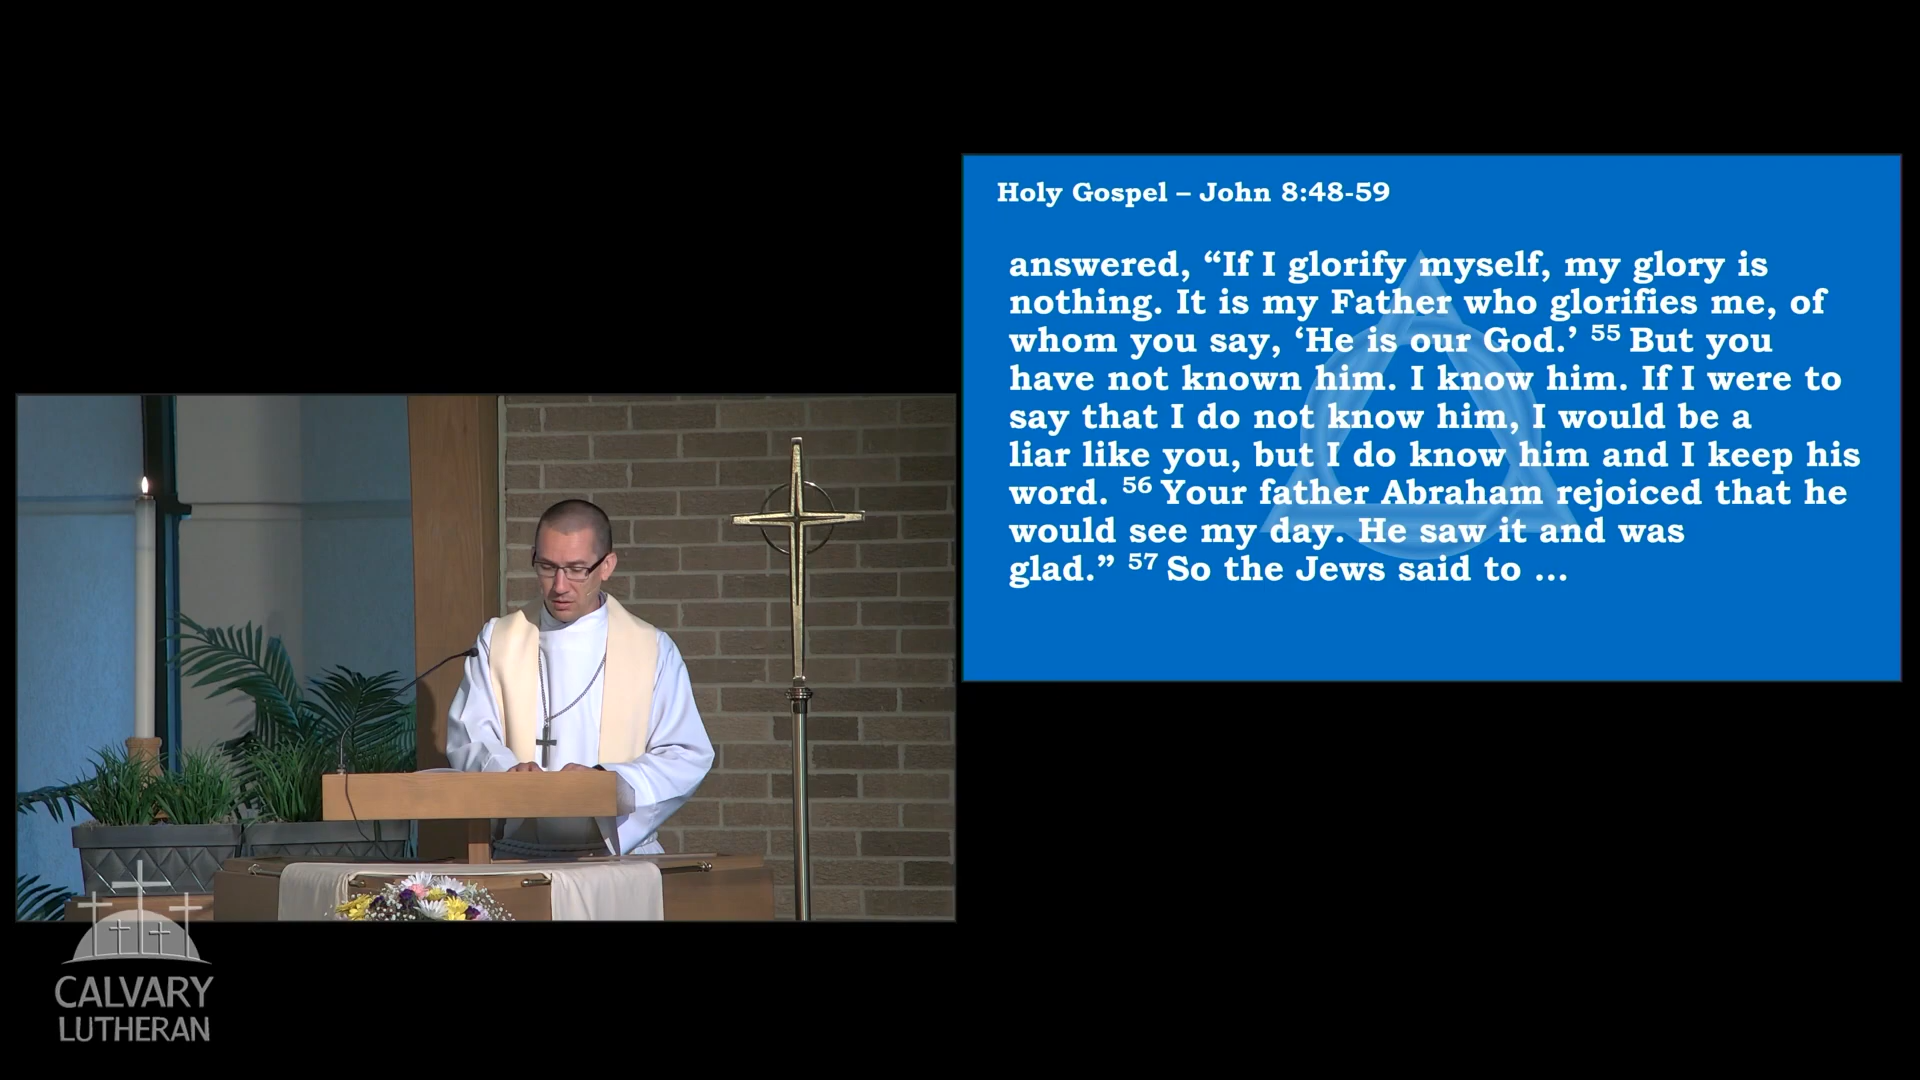 Holy Gospel – John 8:48-59
answered, “If I glorify myself, my glory is
nothing. It is my Father who glorifies me, of
whom you say, ‘He is our God.’ 55 But you
have not known him. I know him. If I were to
say that I do not know him, I would be a
liar like you, but I do know him and I keep his
word. 56 Your father Abraham rejoiced that he
would see my day. He saw it and was
glad.” 57 So the Jews said to ...
CALVARY
LUTHERAN